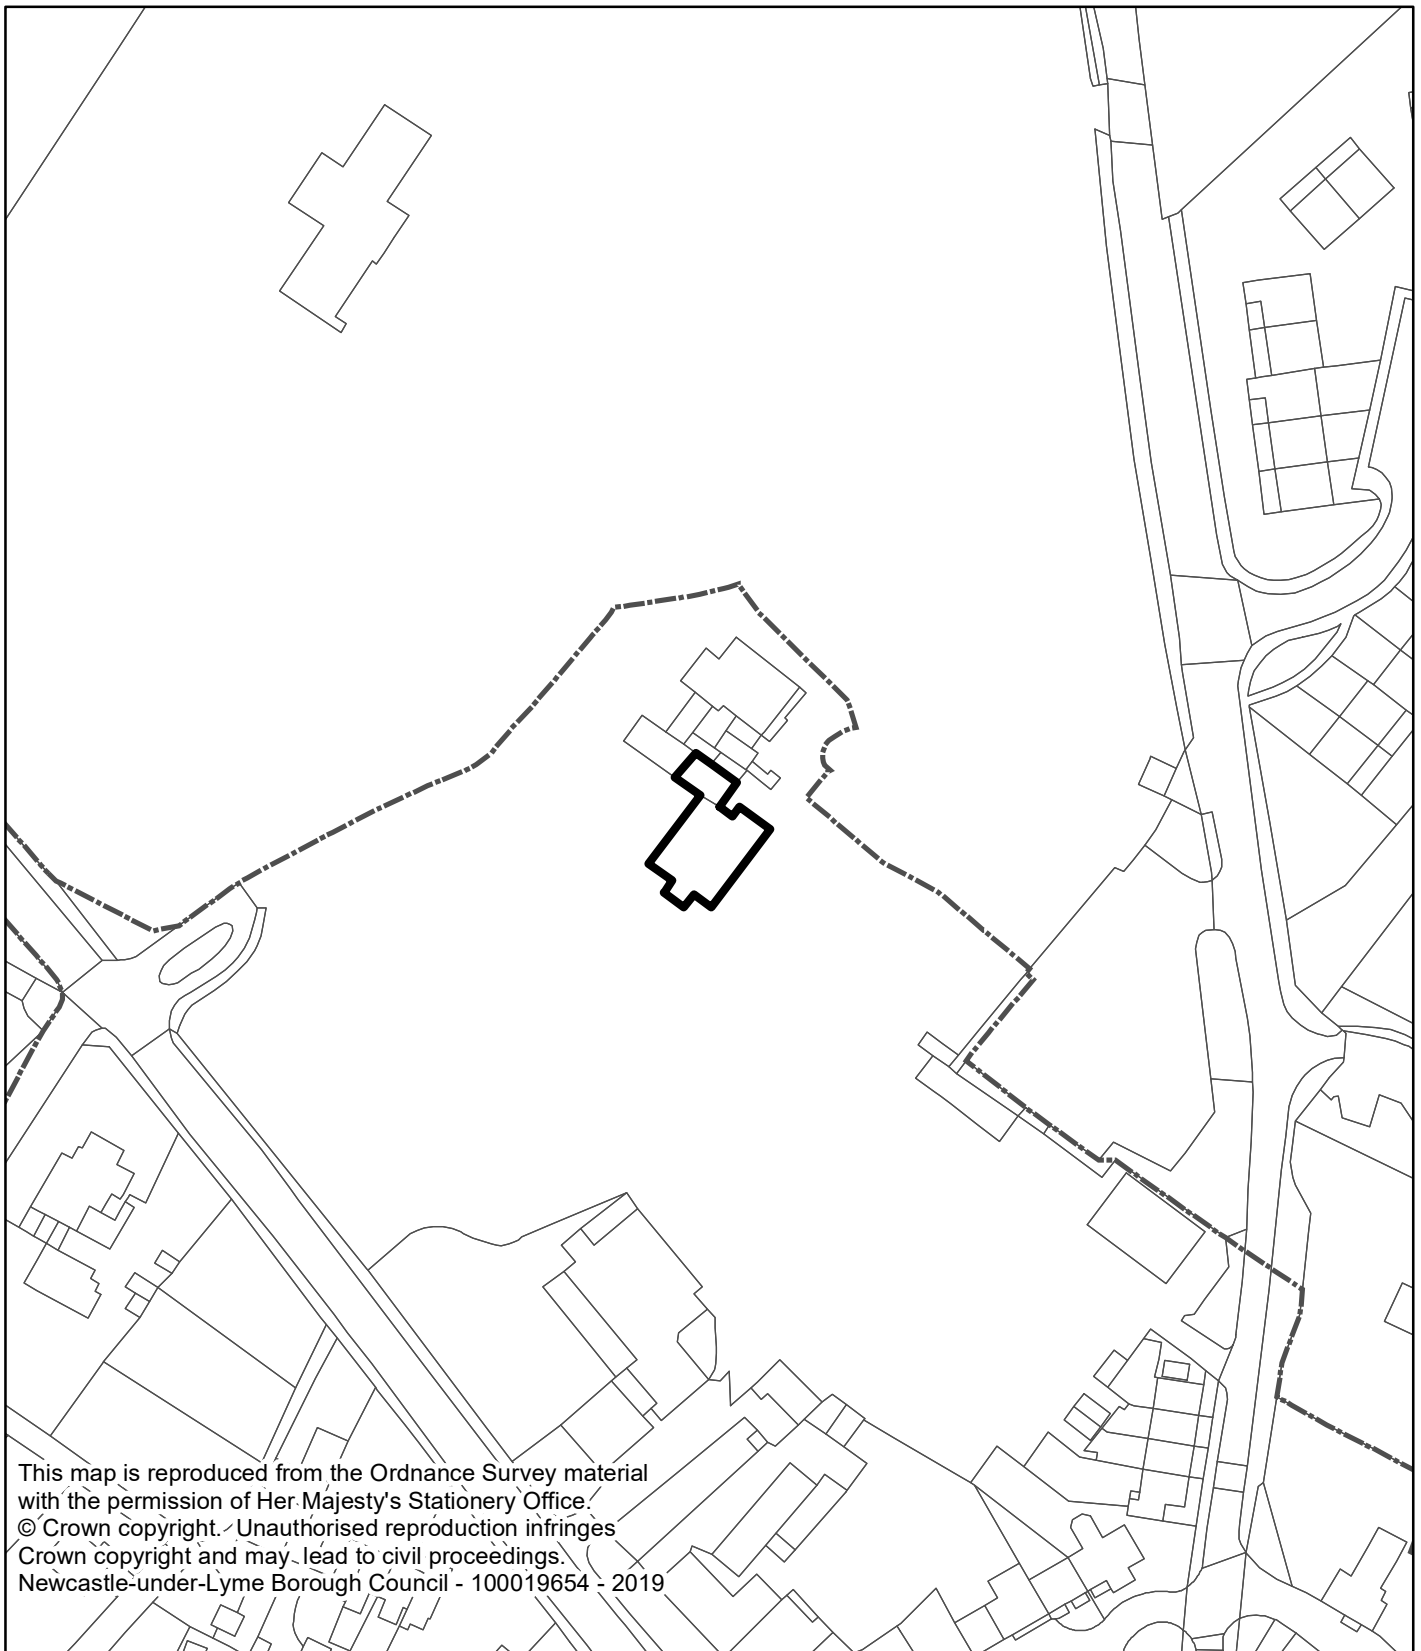 This map is reproduced from the Ordnance Survey material
with the permission of Her Majesty's Stationery Office.
© Crown copyright. Unauthorised reproduction infringes
Crown copyright and may lead to civil proceedings.
Newcastle-under-Lyme Borough Council - 100019654 - 2019